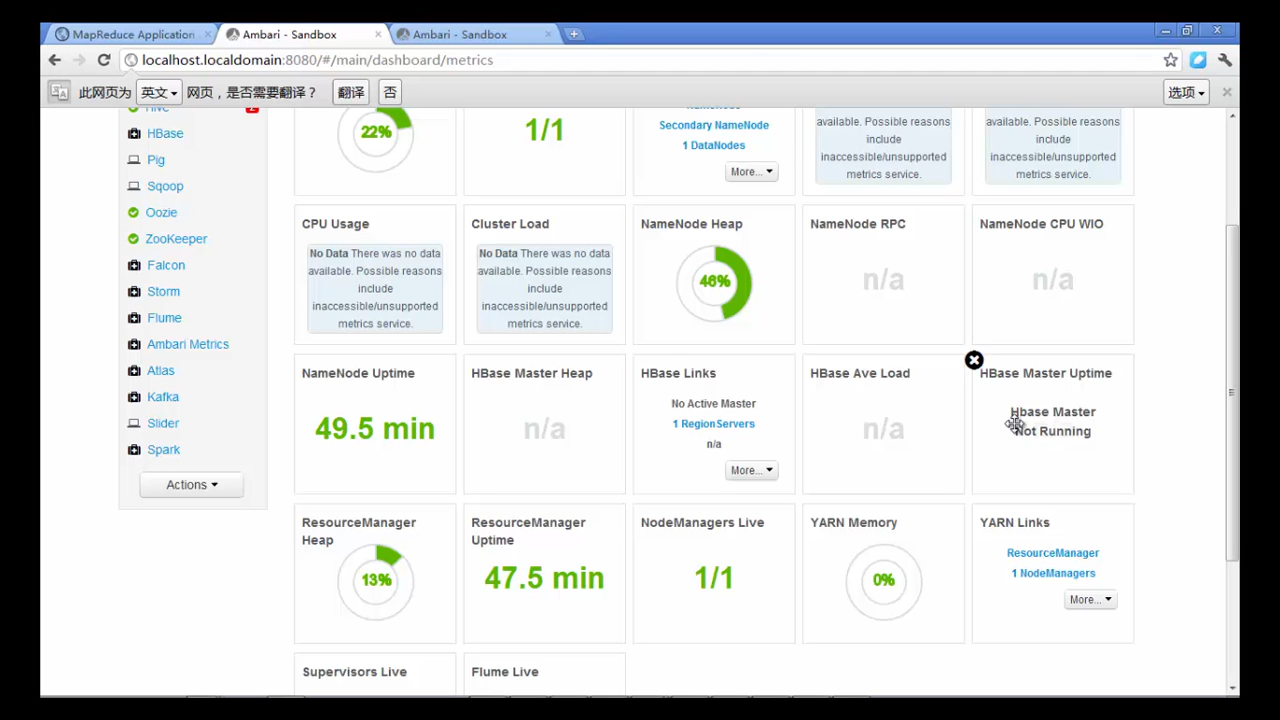 MapReduce Application
Ambari - Sandbox
Ambari - Sandbox
localhost.localdomain:8080/#/main/dashboard/metrics
此网页为 英文 网页，是否需要翻译？ 翻译 否 选项
Hive 2
HBase
Pig
Sqoop
Oozie
ZooKeeper
Falcon
Storm
Flume
Ambari Metrics
Atlas
Kafka
Slider
Spark
Actions
22%
1/1
NameNode
Secondary NameNode
1 DataNodes
More...
available. Possible reasons
include
inaccessible/unsupported
metrics service.
available. Possible reasons
include
inaccessible/unsupported
metrics service.
CPU Usage
No Data There was no data
available. Possible reasons
include
inaccessible/unsupported
metrics service.
Cluster Load
No Data There was no data
available. Possible reasons
include
inaccessible/unsupported
metrics service.
NameNode Heap
46%
NameNode RPC
n/a
NameNode CPU WIO
n/a
NameNode Uptime
49.5 min
HBase Master Heap
n/a
HBase Links
No Active Master
1 RegionServers
n/a
More...
HBase Ave Load
n/a
HBase Master Uptime
Hbase Master
Not Running
ResourceManager
Heap
13%
ResourceManager
Uptime
47.5 min
NodeManagers Live
1/1
YARN Memory
0%
YARN Links
ResourceManager
1 NodeManagers
More...
Supervisors Live
Flume Live